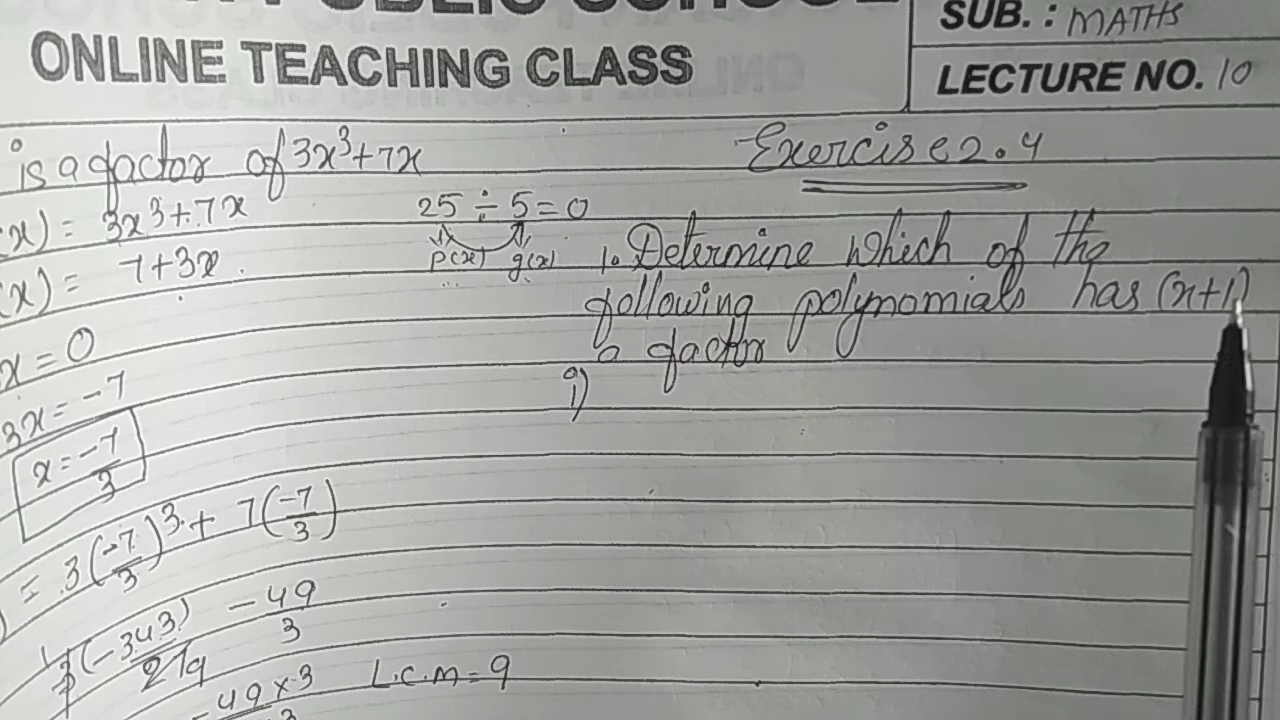 SUB. : MATHS
ONLINE TEACHING CLASS
LECTURE NO. 10
is a factor of 3x³+7x
(x) = 3x³+7x
(x) = 7+3x.
x = 0
3x = -7
x = -7/3
= 3(-7/3)³ + 7(-7/3)
3(-343) - 49
27 9 3
-49 × 3
L.C.M = 9
25 ÷ 5 = 0
p(x) g(x)
Exercise 2.4
1. Determine which of the
following polynomials has (x+1)
a factor
i)